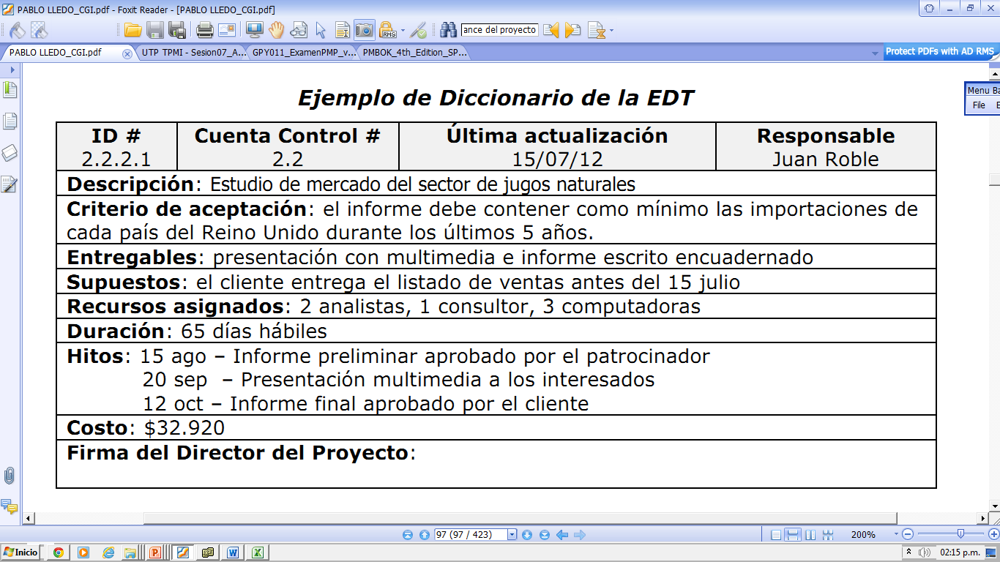 PABLO LLEDO_CGI.pdf - Foxit Reader - [PABLO LLEDO_CGI.pdf]
RMS
ance del proyecto
PABLO LLEDO_CGI.pdf
UTP TPMI - Sesion07_A...
GPY011_ExamenPMP_v...
PMBOK_4th_Edition_SP...
Protect PDFs with AD RMS
Menu Ba
File E
Ejemplo de Diccionario de la EDT
ID # Cuenta Control # Última actualización Responsable
2.2.2.1 2.2 15/07/12 Juan Roble
Descripción: Estudio de mercado del sector de jugos naturales
Criterio de aceptación: el informe debe contener como mínimo las importaciones de
cada país del Reino Unido durante los últimos 5 años.
Entregables: presentación con multimedia e informe escrito encuadernado
Supuestos: el cliente entrega el listado de ventas antes del 15 julio
Recursos asignados: 2 analistas, 1 consultor, 3 computadoras
Duración: 65 días hábiles
Hitos: 15 ago – Informe preliminar aprobado por el patrocinador
20 sep – Presentación multimedia a los interesados
12 oct – Informe final aprobado por el cliente
Costo: $32.920
Firma del Director del Proyecto:
97 (97 / 423)
200%
Inicio
02:15 p.m.